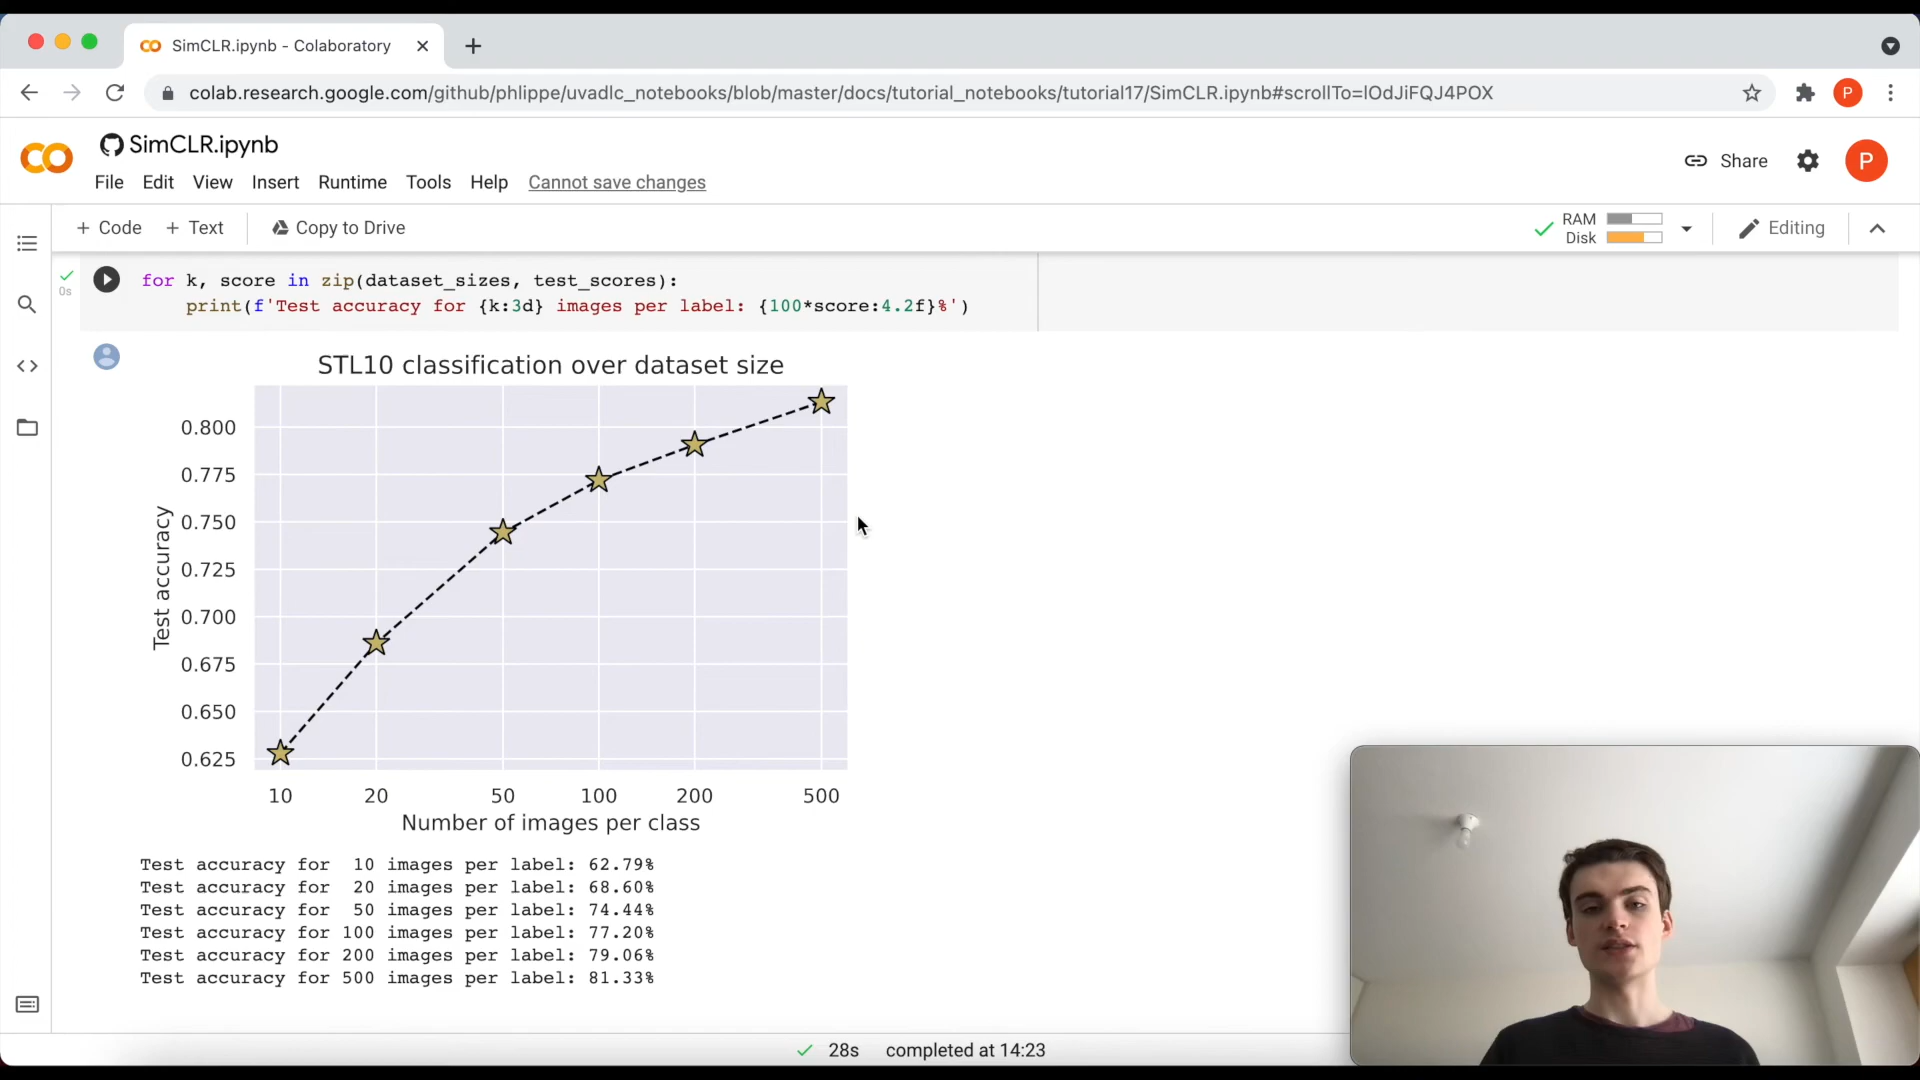 SimCLR.ipynb - Colaboratory
colab.research.google.com/github/phlippe/uvadlc_notebooks/blob/master/docs/tutorial_notebooks/tutorial17/SimCLR.ipynb#scrollTo=lOdJiFQJ4POX
P
SimCLR.ipynb
File Edit View Insert Runtime Tools Help Cannot save changes
Share
P
+ Code + Text Copy to Drive
RAM
Disk
Editing
0s
for k, score in zip(dataset_sizes, test_scores):
print(f'Test accuracy for {k:3d} images per label: {100*score:4.2f}%')
STL10 classification over dataset size
Test accuracy
0.800
0.775
0.750
0.725
0.700
0.675
0.650
0.625
10 20 50 100 200 500
Number of images per class
Test accuracy for 10 images per label: 62.79%
Test accuracy for 20 images per label: 68.60%
Test accuracy for 50 images per label: 74.44%
Test accuracy for 100 images per label: 77.20%
Test accuracy for 200 images per label: 79.06%
Test accuracy for 500 images per label: 81.33%
28s completed at 14:23